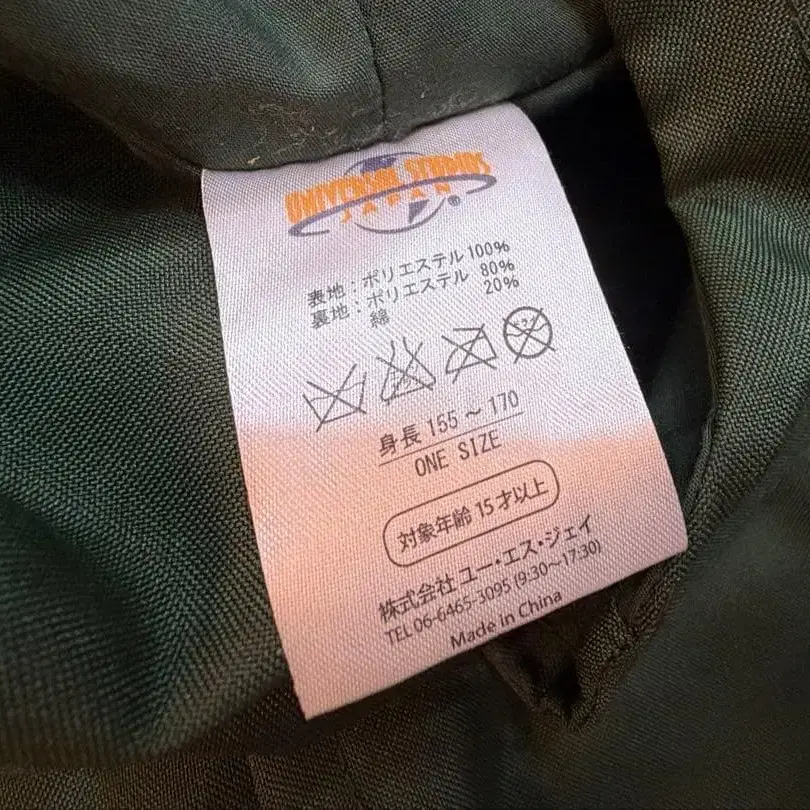 UNIVERSAL STUDIOS
JAPAN
表地：ポリエステル 100%
裏地：ポリエステル 80%
綿 20%
身長 155 ～ 170
ONE SIZE
対象年齢 15才以上
株式会社 ユー・エス・ジェイ
TEL 06-6465-3095 (9:30～17:30)
Made in China